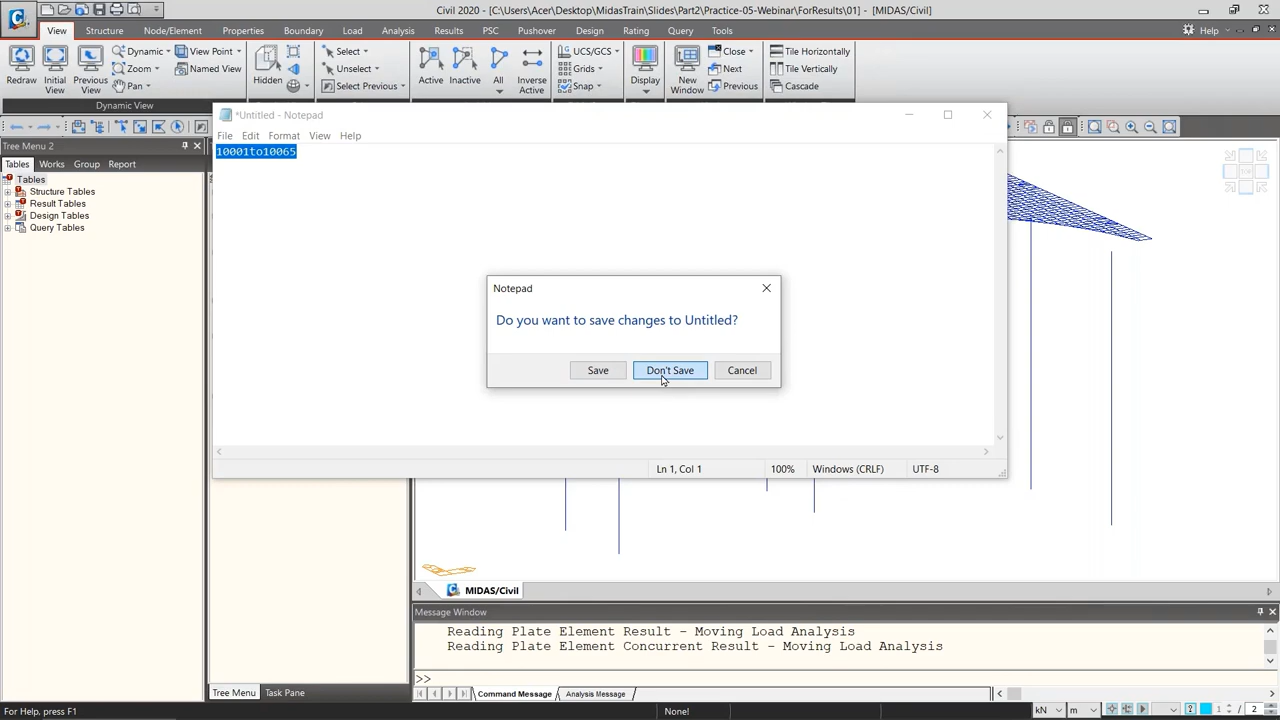 Civil 2020 - [C:\Users\Acer\Desktop\MidasTrain\Slides\Part2\Practice-05-Webinar\ForResults\01] - [MIDAS/Civil]
View Structure Node/Element Properties Boundary Load Analysis Results PSC Pushover Design Rating Query Tools Help
Redraw
Initial View
Previous View
Dynamic
Zoom
Pan
View Point
Named View
Dynamic View
Hidden
Select
Unselect
Select Previous
Active
Inactive
All
Inverse Active
UCS/GCS
Grids
Snap
Display
New Window
Close
Next
Previous
Tile Horizontally
Tile Vertically
Cascade
*Untitled - Notepad
File Edit Format View Help
10001to10065
Tree Menu 2
Tables Works Group Report
Tables
Structure Tables
Result Tables
Design Tables
Query Tables
Notepad
Do you want to save changes to Untitled?
Save Don't Save Cancel
Ln 1, Col 1 100% Windows (CRLF) UTF-8
MIDAS/Civil
Message Window
Reading Plate Element Result - Moving Load Analysis
Reading Plate Element Concurrent Result - Moving Load Analysis
>>
Tree Menu Task Pane
Command Message Analysis Message
For Help, press F1
None!
kN m
1 / 2